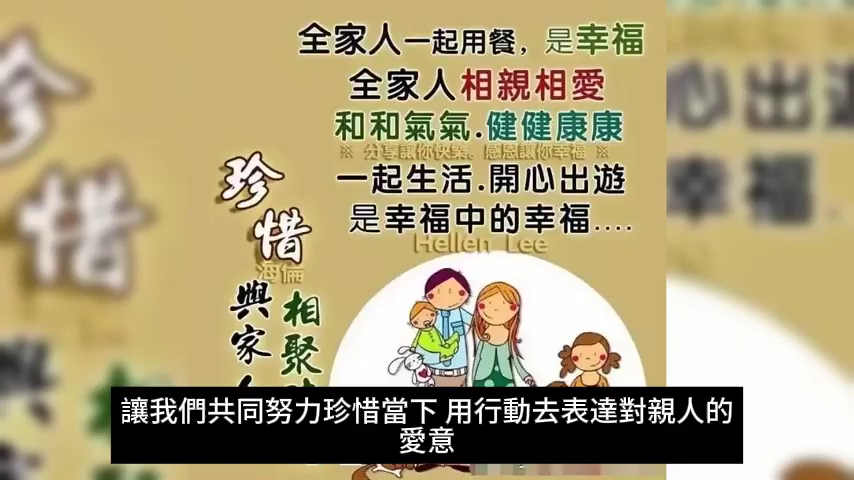 全家人一起用餐，是幸福
全家人相親相愛
和和氣氣.健健康康
※ 分享讓你快樂。感恩讓你幸福 ※
一起生活.開心出遊
是幸福中的幸福....
Hellen Lee
珍惜
海倫
與家人
相聚
讓我們共同努力珍惜當下 用行動去表達對親人的
愛意